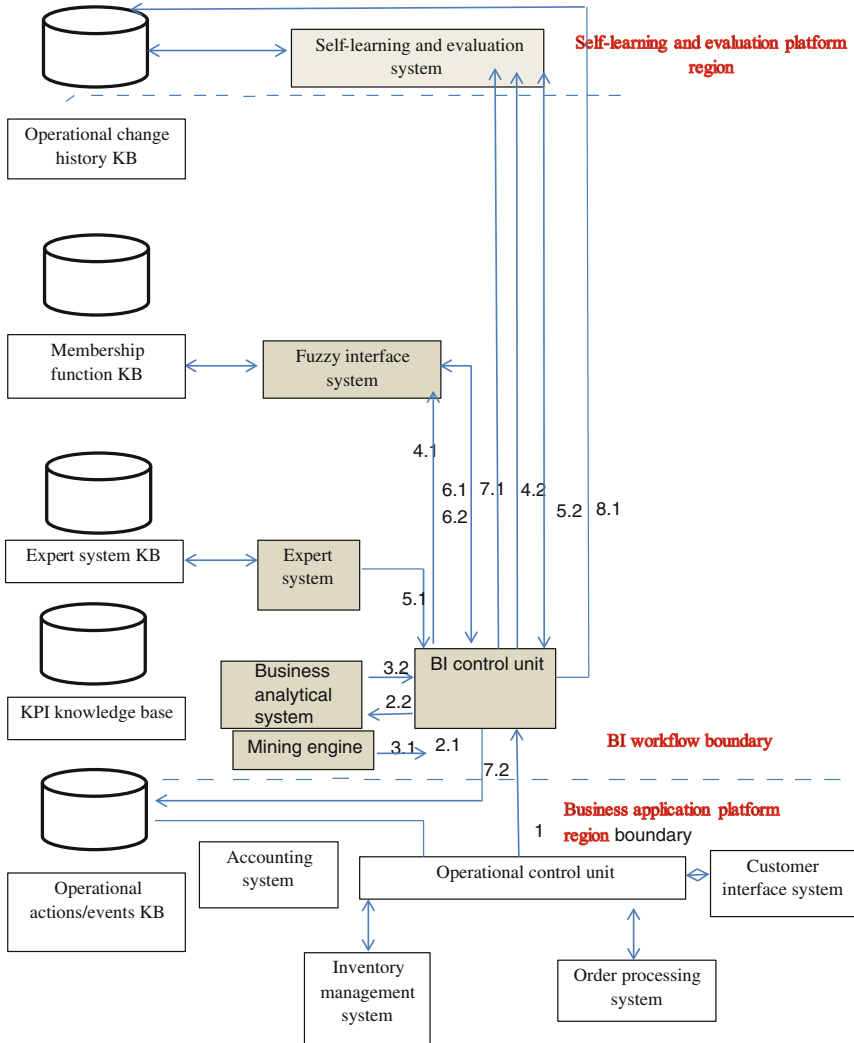 Self-learning and evaluation
system
Self-learning and evaluation platform
region
Operational change
history KB
Membership
function KB
Fuzzy interface
system
4.1
6.1
6.2
7.1
4.2
5.2
8.1
Expert system KB
Expert
system
5.1
KPI knowledge base
Business
analytical
system
3.2
2.2
BI control unit
Mining engine
3.1
2.1
7.2
BI workflow boundary
Business application platform
region boundary
1
Operational
actions/events KB
Accounting
system
Operational control unit
Customer
interface system
Inventory
management
system
Order processing
system